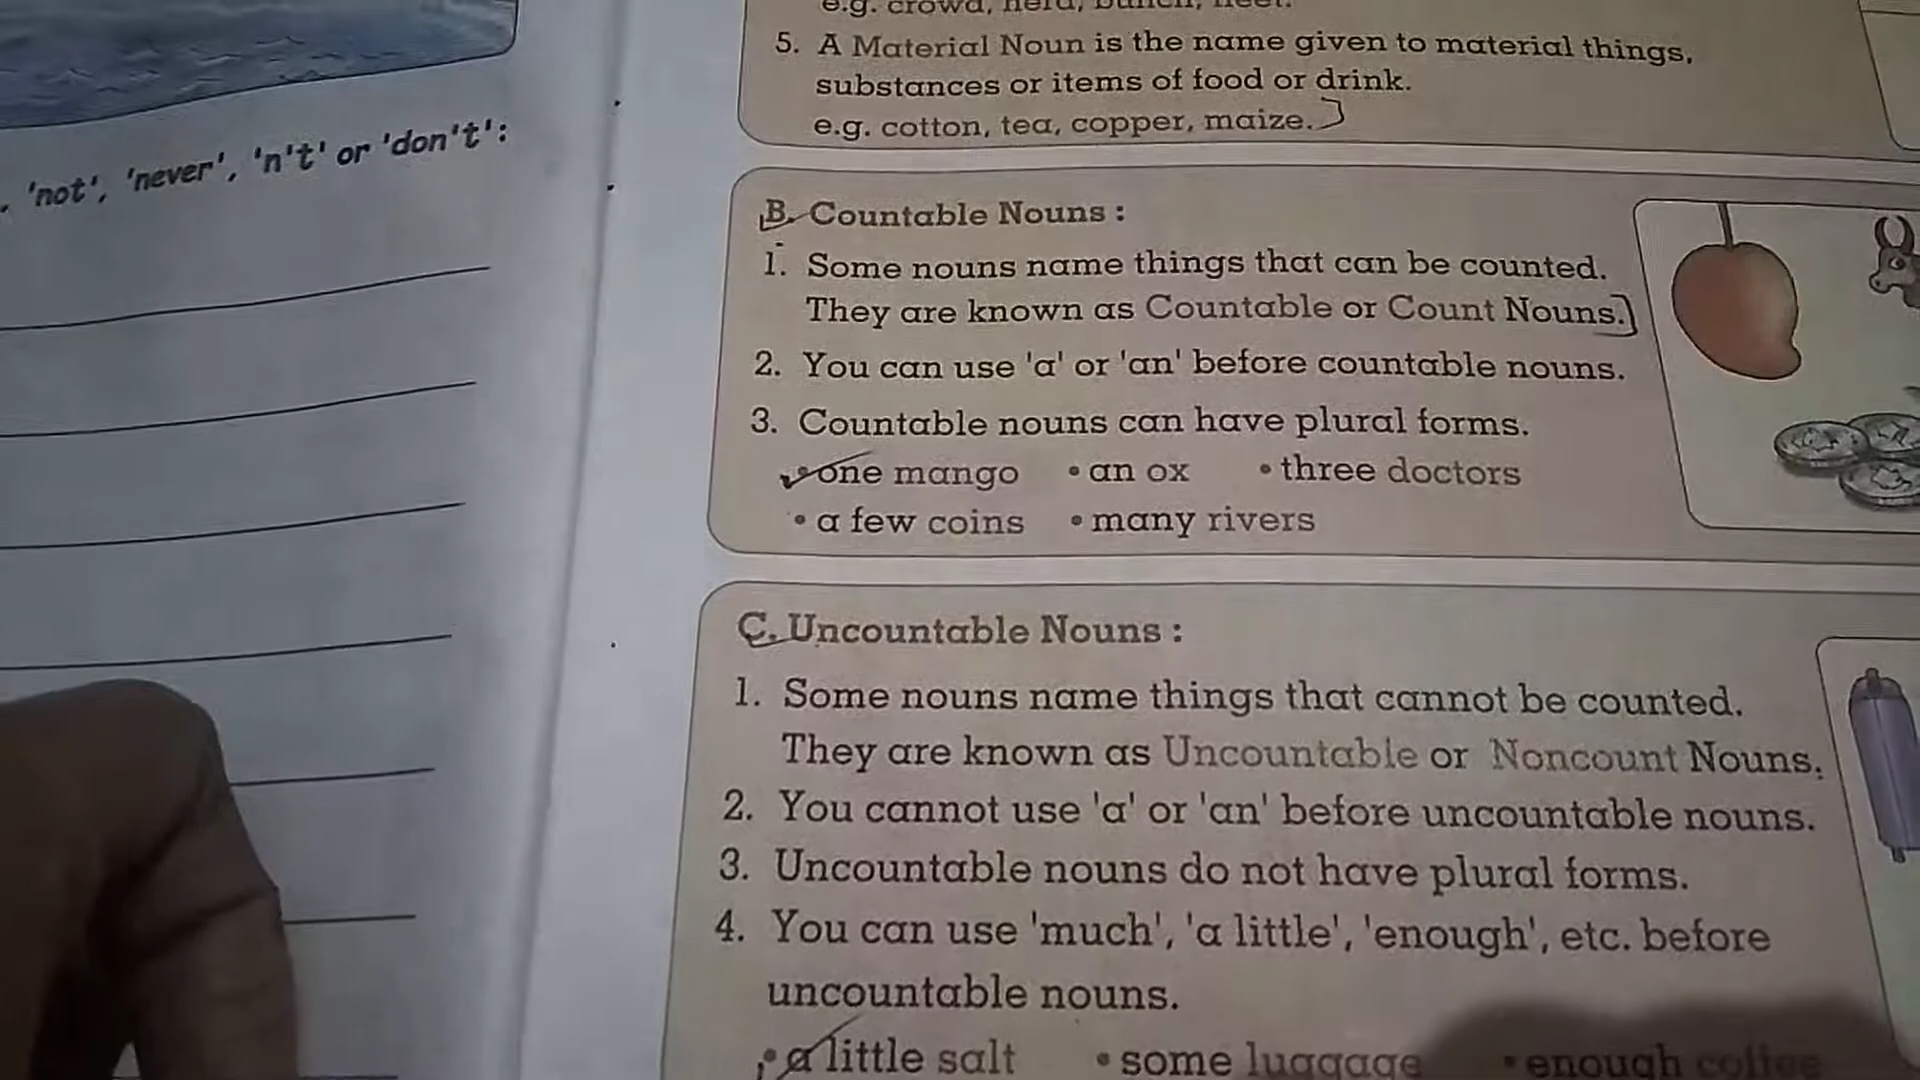 , 'not', 'never', 'n't' or 'don't':
e.g. crowd, herd, bunch, fleet.
5. A Material Noun is the name given to material things,
substances or items of food or drink.
e.g. cotton, tea, copper, maize.
B. Countable Nouns :
1. Some nouns name things that can be counted.
They are known as Countable or Count Nouns.
2. You can use 'a' or 'an' before countable nouns.
3. Countable nouns can have plural forms.
• one mango • an ox • three doctors
• a few coins • many rivers
C. Uncountable Nouns :
1. Some nouns name things that cannot be counted.
They are known as Uncountable or Noncount Nouns.
2. You cannot use 'a' or 'an' before uncountable nouns.
3. Uncountable nouns do not have plural forms.
4. You can use 'much', 'a little', 'enough', etc. before
uncountable nouns.
• a little salt • some luggage • enough coffee